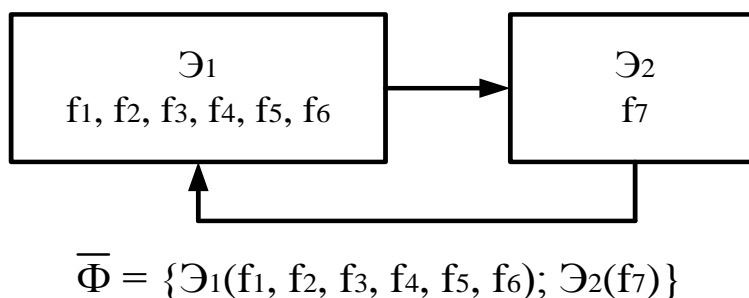 Э1
f1, f2, f3, f4, f5, f6
Э2
f7
Φ̅ = {Э1(f1, f2, f3, f4, f5, f6); Э2(f7)}